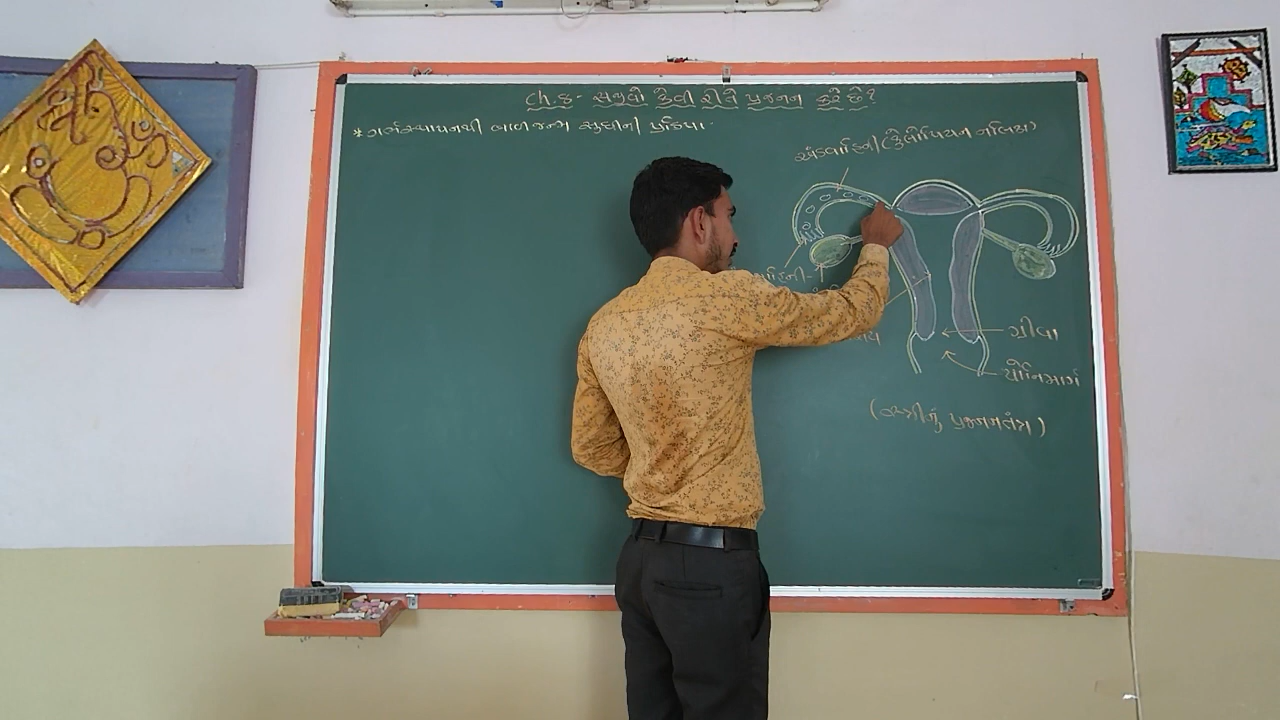 Ch.8- સજીવો કેવી રીતે પ્રજનન કરે છે?
* ગર્ભસ્થાપનથી બાળજન્મ સુધીની પ્રક્રિયા.
અંડવાહિની (ફેલોપિયન નલિકા)
ગ્રીવા
યોનિમાર્ગ
(સ્ત્રીનું પ્રજનનતંત્ર)